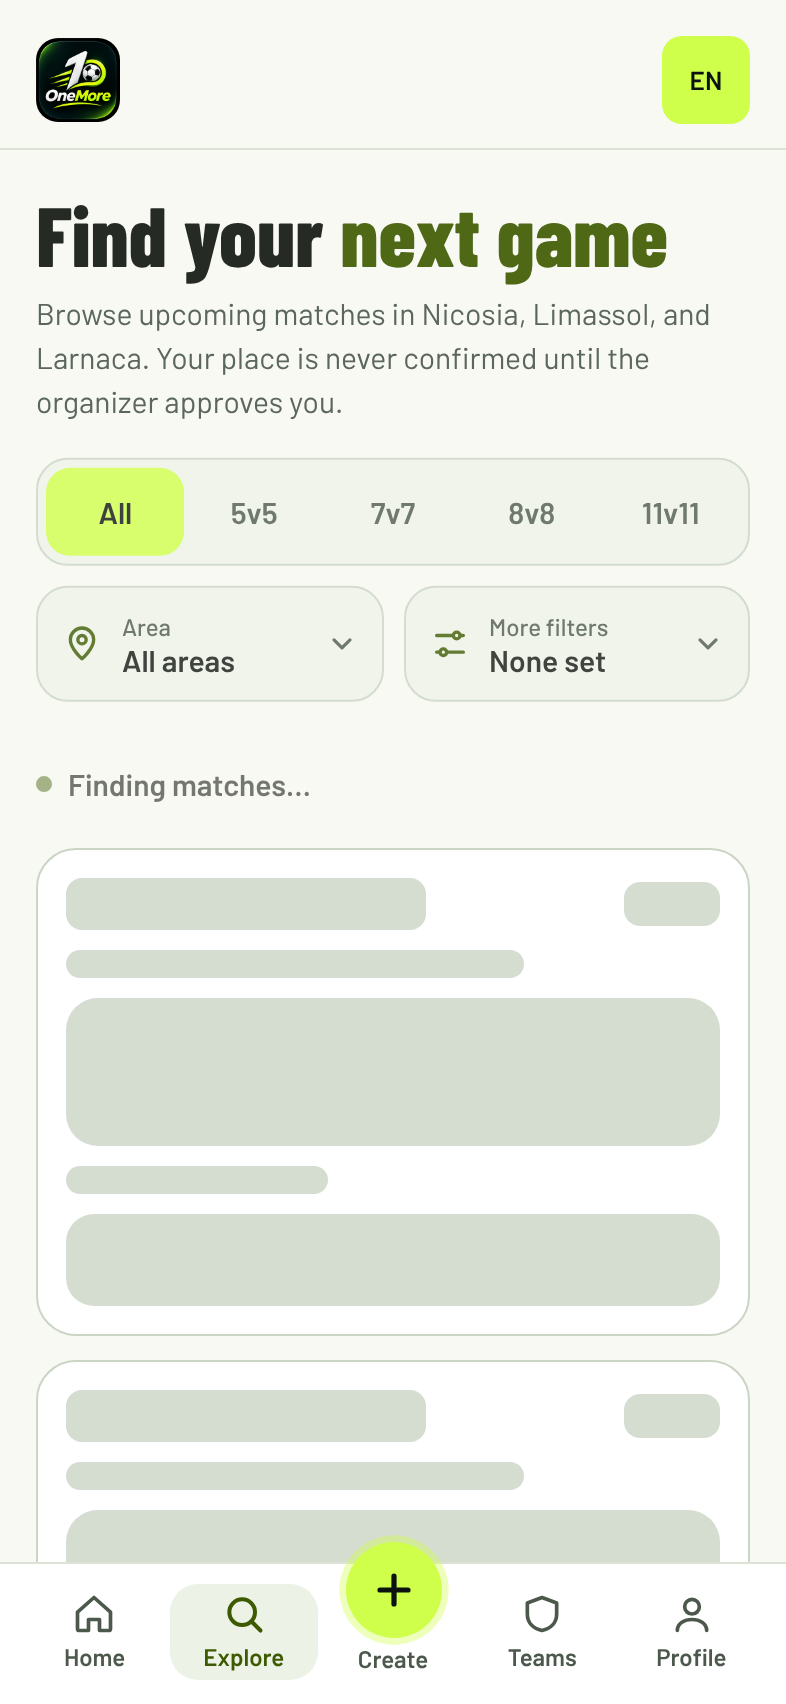 OneMore
EN
Find your next game
Browse upcoming matches in Nicosia, Limassol, and
Larnaca. Your place is never confirmed until the
organizer approves you.
All
5v5
7v7
8v8
11v11
Area
All areas
More filters
None set
Finding matches...
Home
Explore
Create
Teams
Profile